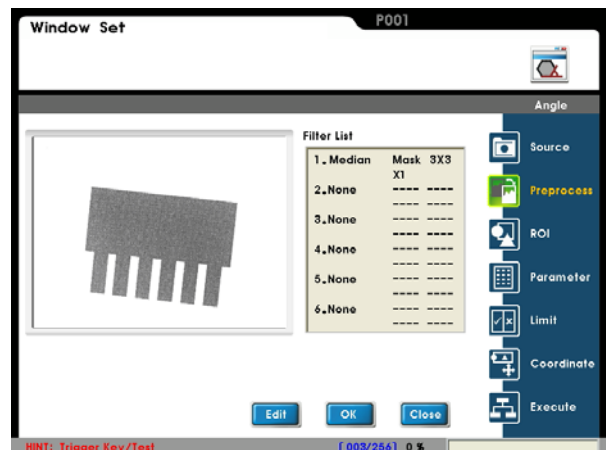 Window Set
P001
Angle
Filter List
1.Median Mask 3X3
X1
2.None ---- ----
---- ----
3.None ---- ----
---- ----
4.None ---- ----
---- ----
5.None ---- ----
---- ----
6.None ---- ----
---- ----
Source
Preprocess
ROI
Parameter
Limit
Coordinate
Execute
Edit OK Close
HINT: Trigger Key/Test [003/256] 0 %